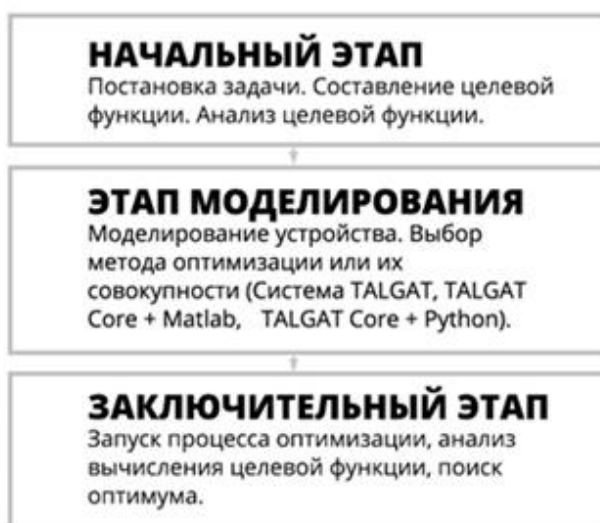 НАЧАЛЬНЫЙ ЭТАП
Постановка задачи. Составление целевой
функции. Анализ целевой функции.
ЭТАП МОДЕЛИРОВАНИЯ
Моделирование устройства. Выбор
метода оптимизации или их
совокупности (Система TALGAT, TALGAT
Core + Matlab, TALGAT Core + Python).
ЗАКЛЮЧИТЕЛЬНЫЙ ЭТАП
Запуск процесса оптимизации, анализ
вычисления целевой функции, поиск
оптимума.